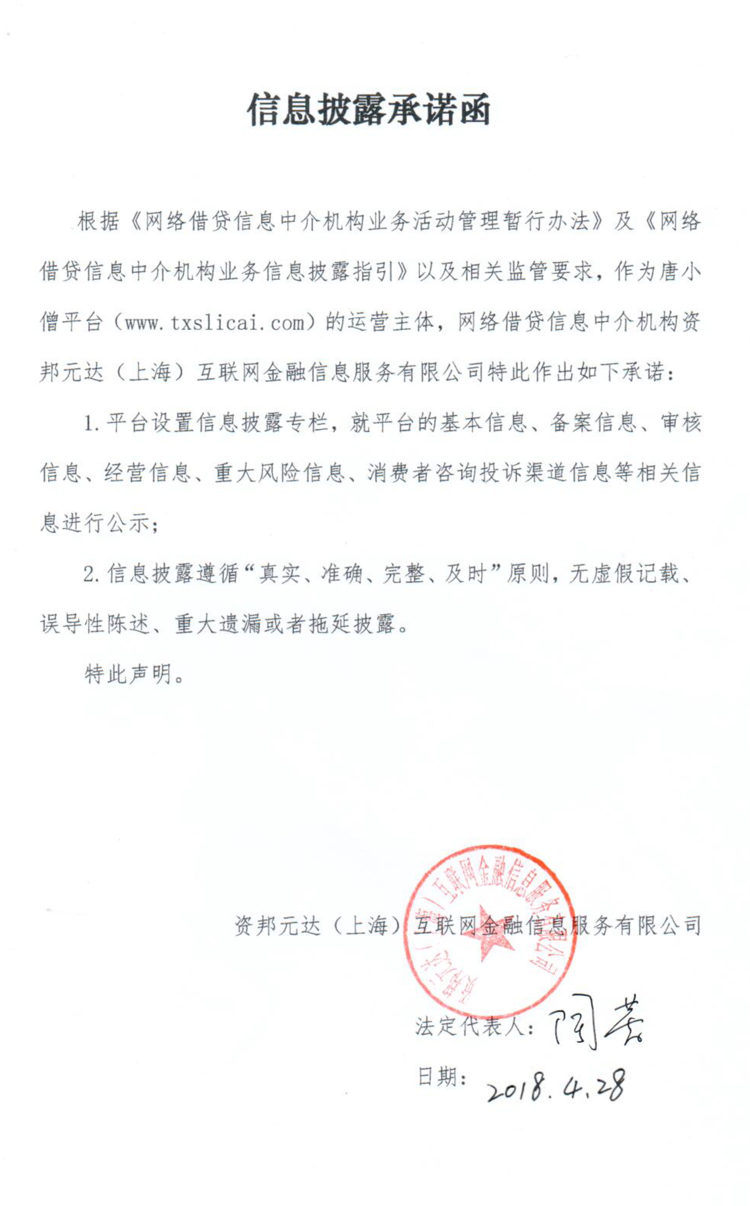 信息披露承诺函
根据《网络借贷信息中介机构业务活动管理暂行办法》及《网络
借贷信息中介机构业务信息披露指引》以及相关监管要求，作为唐小
僧平台（www.txslicai.com）的运营主体，网络借贷信息中介机构资
邦元达（上海）互联网金融信息服务有限公司特此作出如下承诺：
1.平台设置信息披露专栏，就平台的基本信息、备案信息、审核
信息、经营信息、重大风险信息、消费者咨询投诉渠道信息等相关信
息进行公示；
2.信息披露遵循“真实、准确、完整、及时”原则，无虚假记载、
误导性陈述、重大遗漏或者拖延披露。
特此声明。
资邦元达（上海）互联网金融信息服务有限公司
资邦元达（上海）互联网金融信息服务有限公司
法定代表人：
日期：2018.4.28